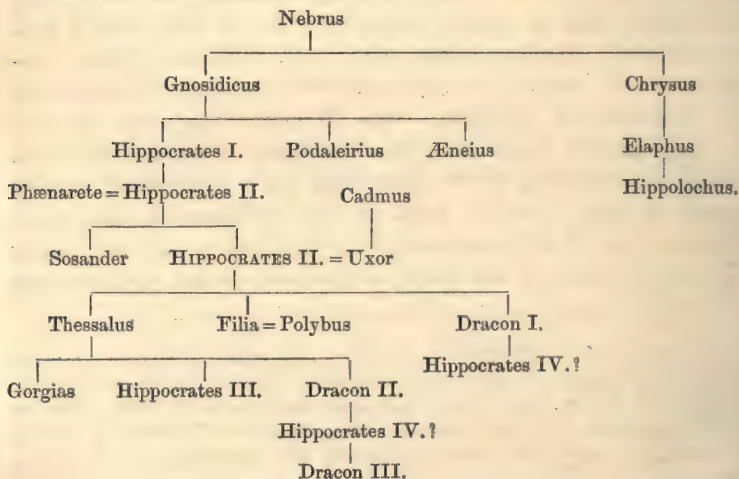 Nebrus
Gnosidicus Chrysus
Hippocrates I. Podaleirius Æneius Elaphus
Hippolochus.
Phænarete = Hippocrates II. Cadmus
Sosander HIPPOCRATES II. = Uxor
Thessalus Filia = Polybus Dracon I.
Hippocrates IV.?
Gorgias Hippocrates III. Dracon II.
Hippocrates IV.?
Dracon III.